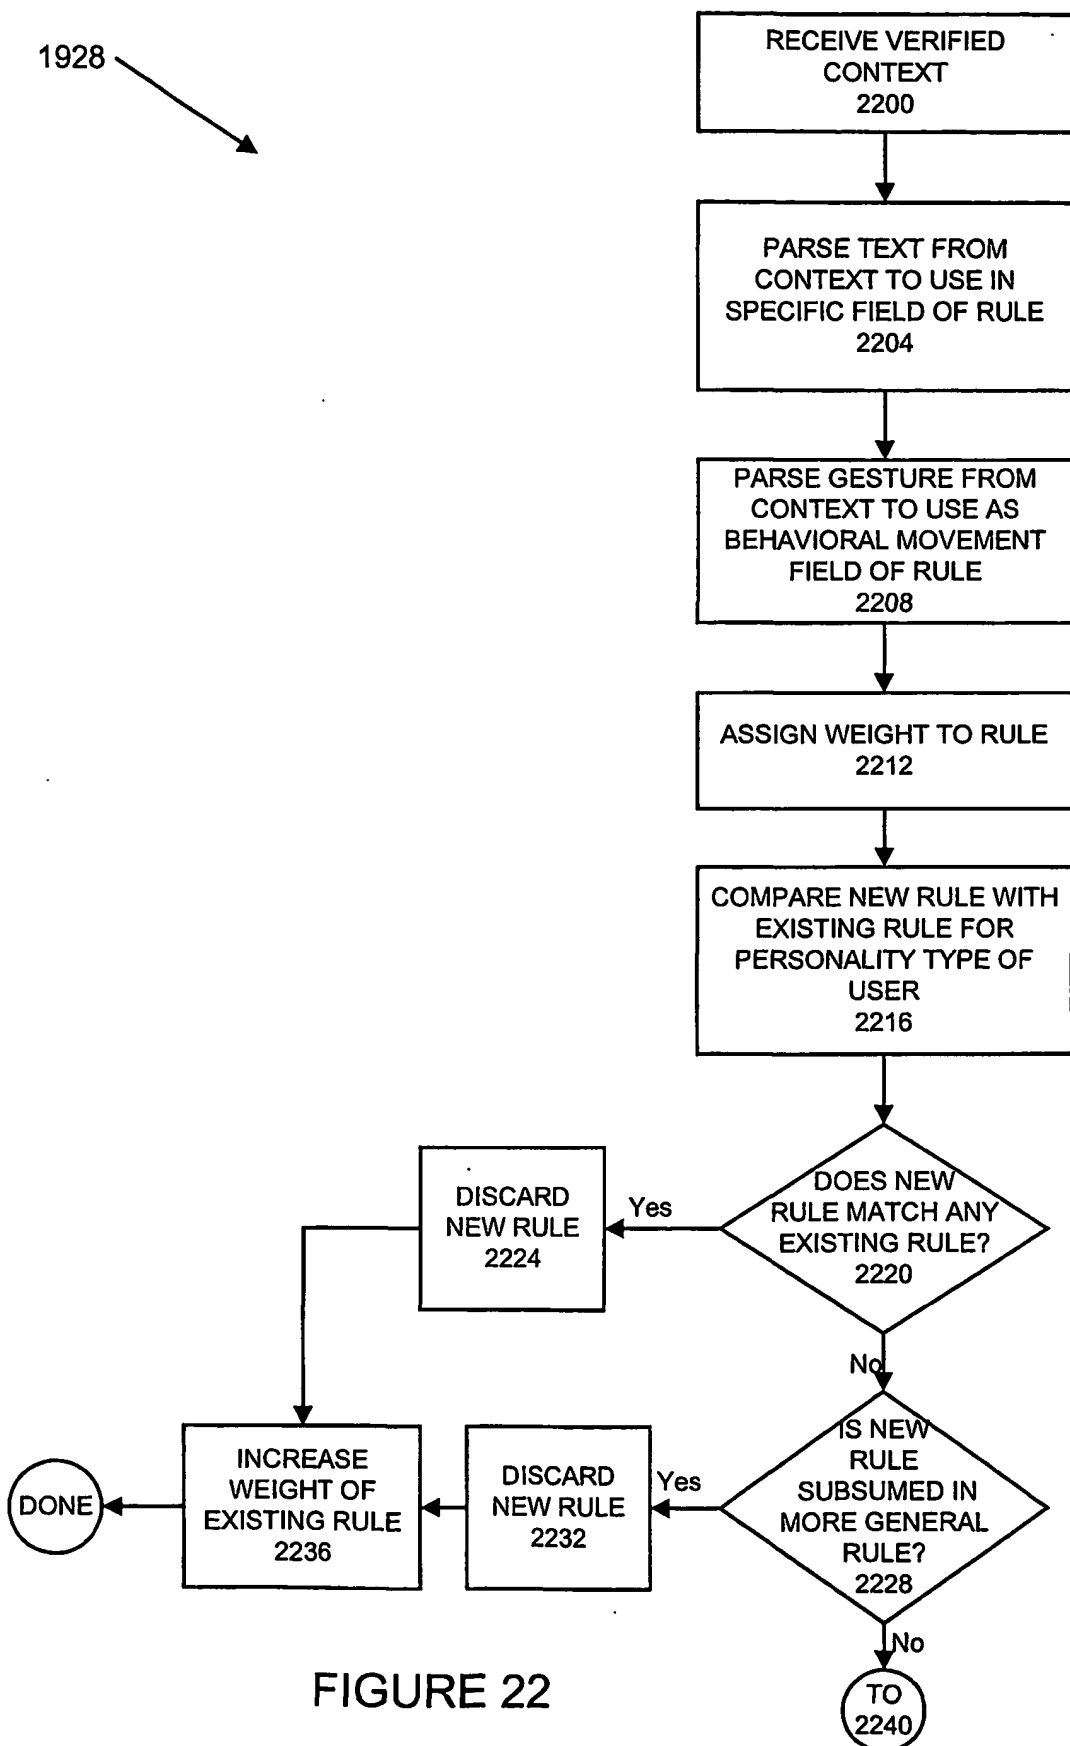 1928
RECEIVE VERIFIED
CONTEXT
2200
PARSE TEXT FROM
CONTEXT TO USE IN
SPECIFIC FIELD OF RULE
2204
PARSE GESTURE FROM
CONTEXT TO USE AS
BEHAVIORAL MOVEMENT
FIELD OF RULE
2208
ASSIGN WEIGHT TO RULE
2212
COMPARE NEW RULE WITH
EXISTING RULE FOR
PERSONALITY TYPE OF
USER
2216
DOES NEW
RULE MATCH ANY
EXISTING RULE?
2220
Yes
DISCARD
NEW RULE
2224
No
IS NEW
RULE
SUBSUMED IN
MORE GENERAL
RULE?
2228
Yes
DISCARD
NEW RULE
2232
INCREASE
WEIGHT OF
EXISTING RULE
2236
DONE
No
TO
2240
FIGURE 22